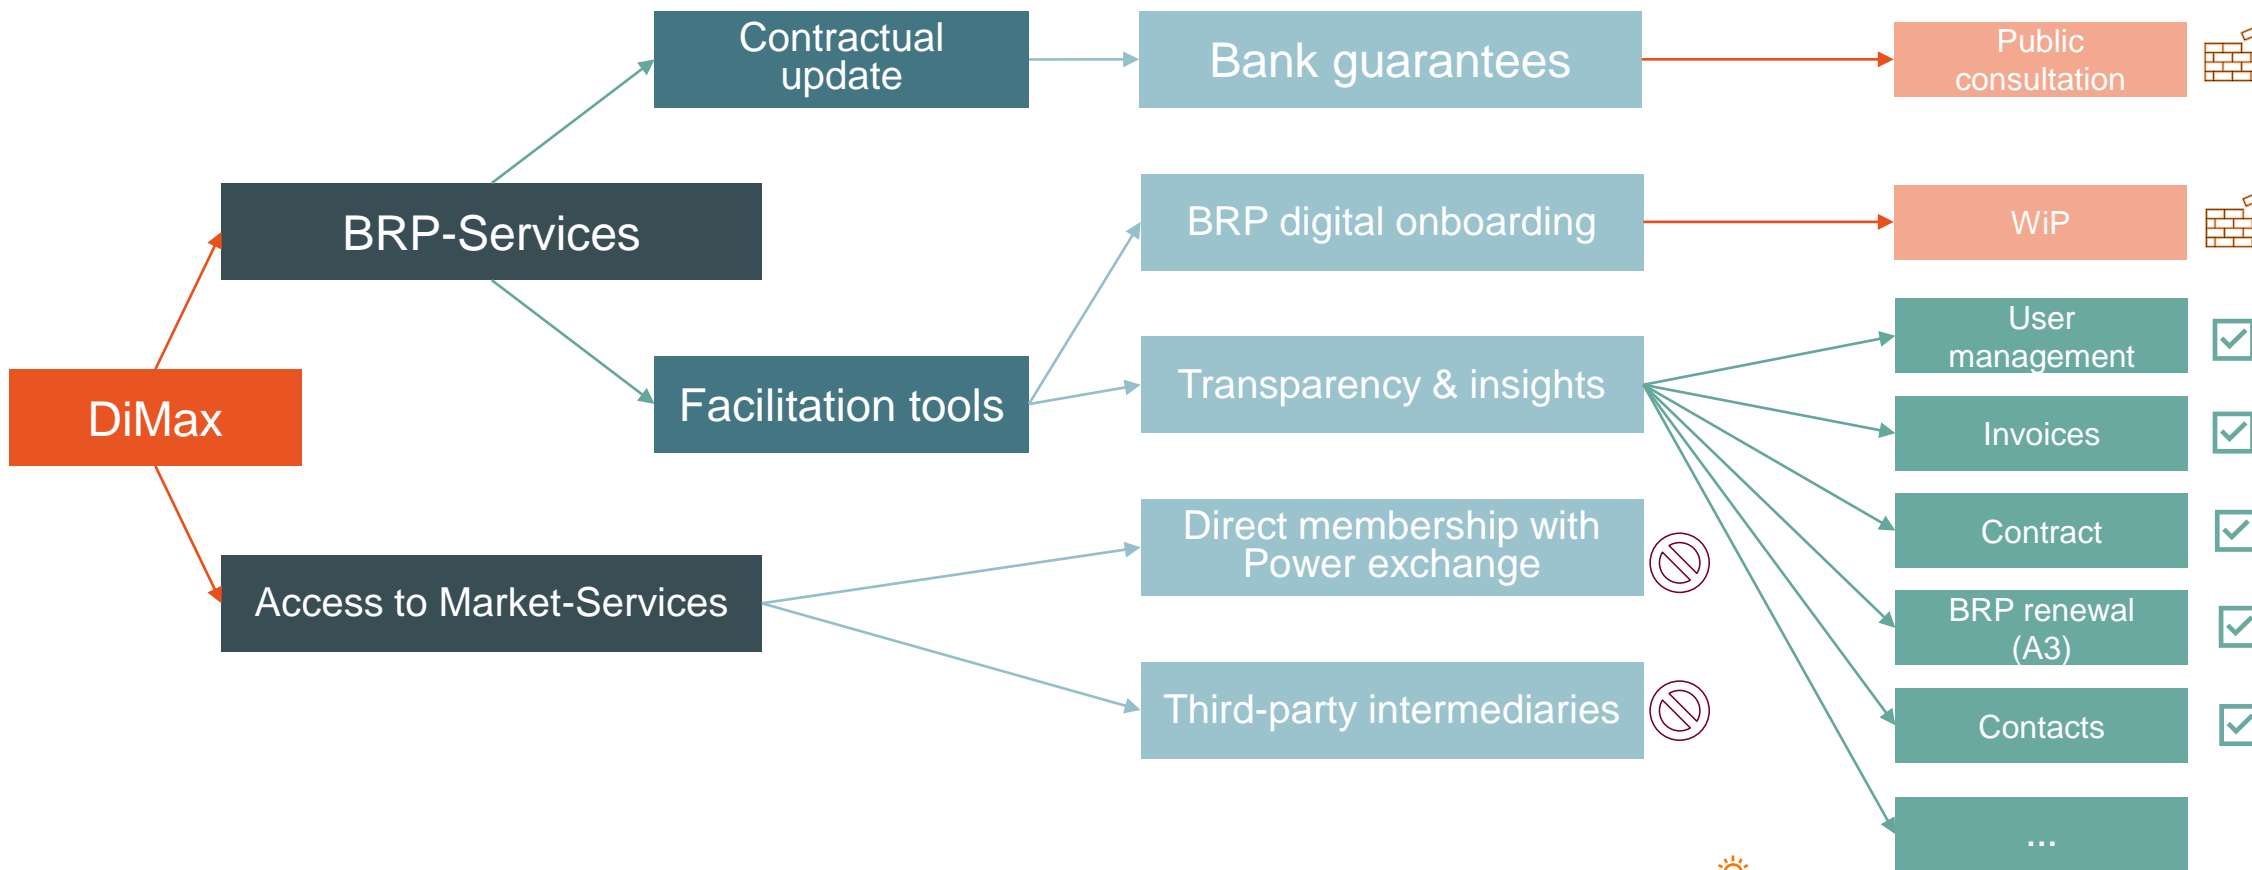 Contractual
update
Bank guarantees
Public
consultation
BRP-Services
BRP digital onboarding
WiP
User
management
DiMax
Facilitation tools
Transparency & insights
Invoices
Direct membership with
Power exchange
Contract
Access to Market-Services
BRP renewal
(A3)
Third-party intermediaries
Contacts
...